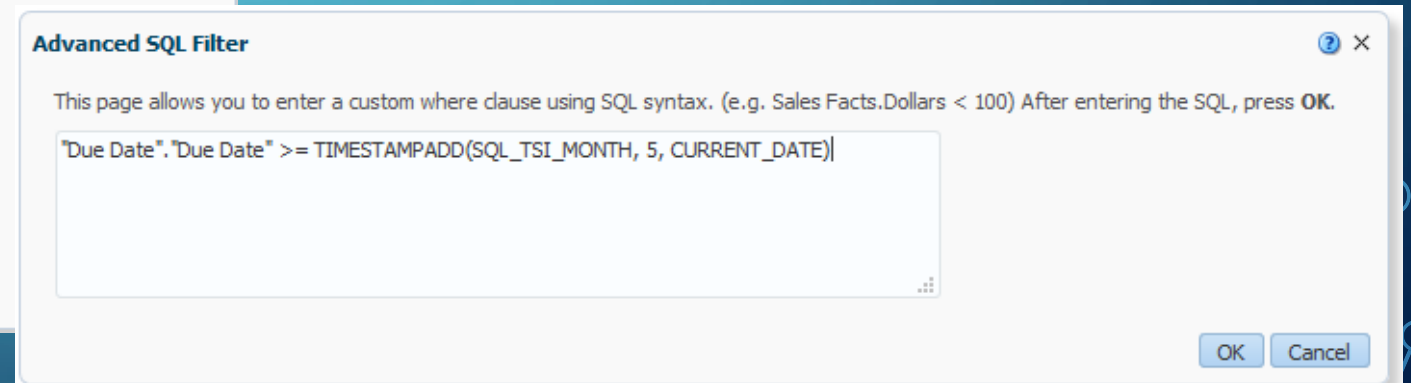 Advanced SQL Filter
This page allows you to enter a custom where clause using SQL syntax. (e.g. Sales Facts.Dollars < 100) After entering the SQL, press OK.
"Due Date"."Due Date" >= TIMESTAMPADD(SQL_TSI_MONTH, 5, CURRENT_DATE)
OK Cancel